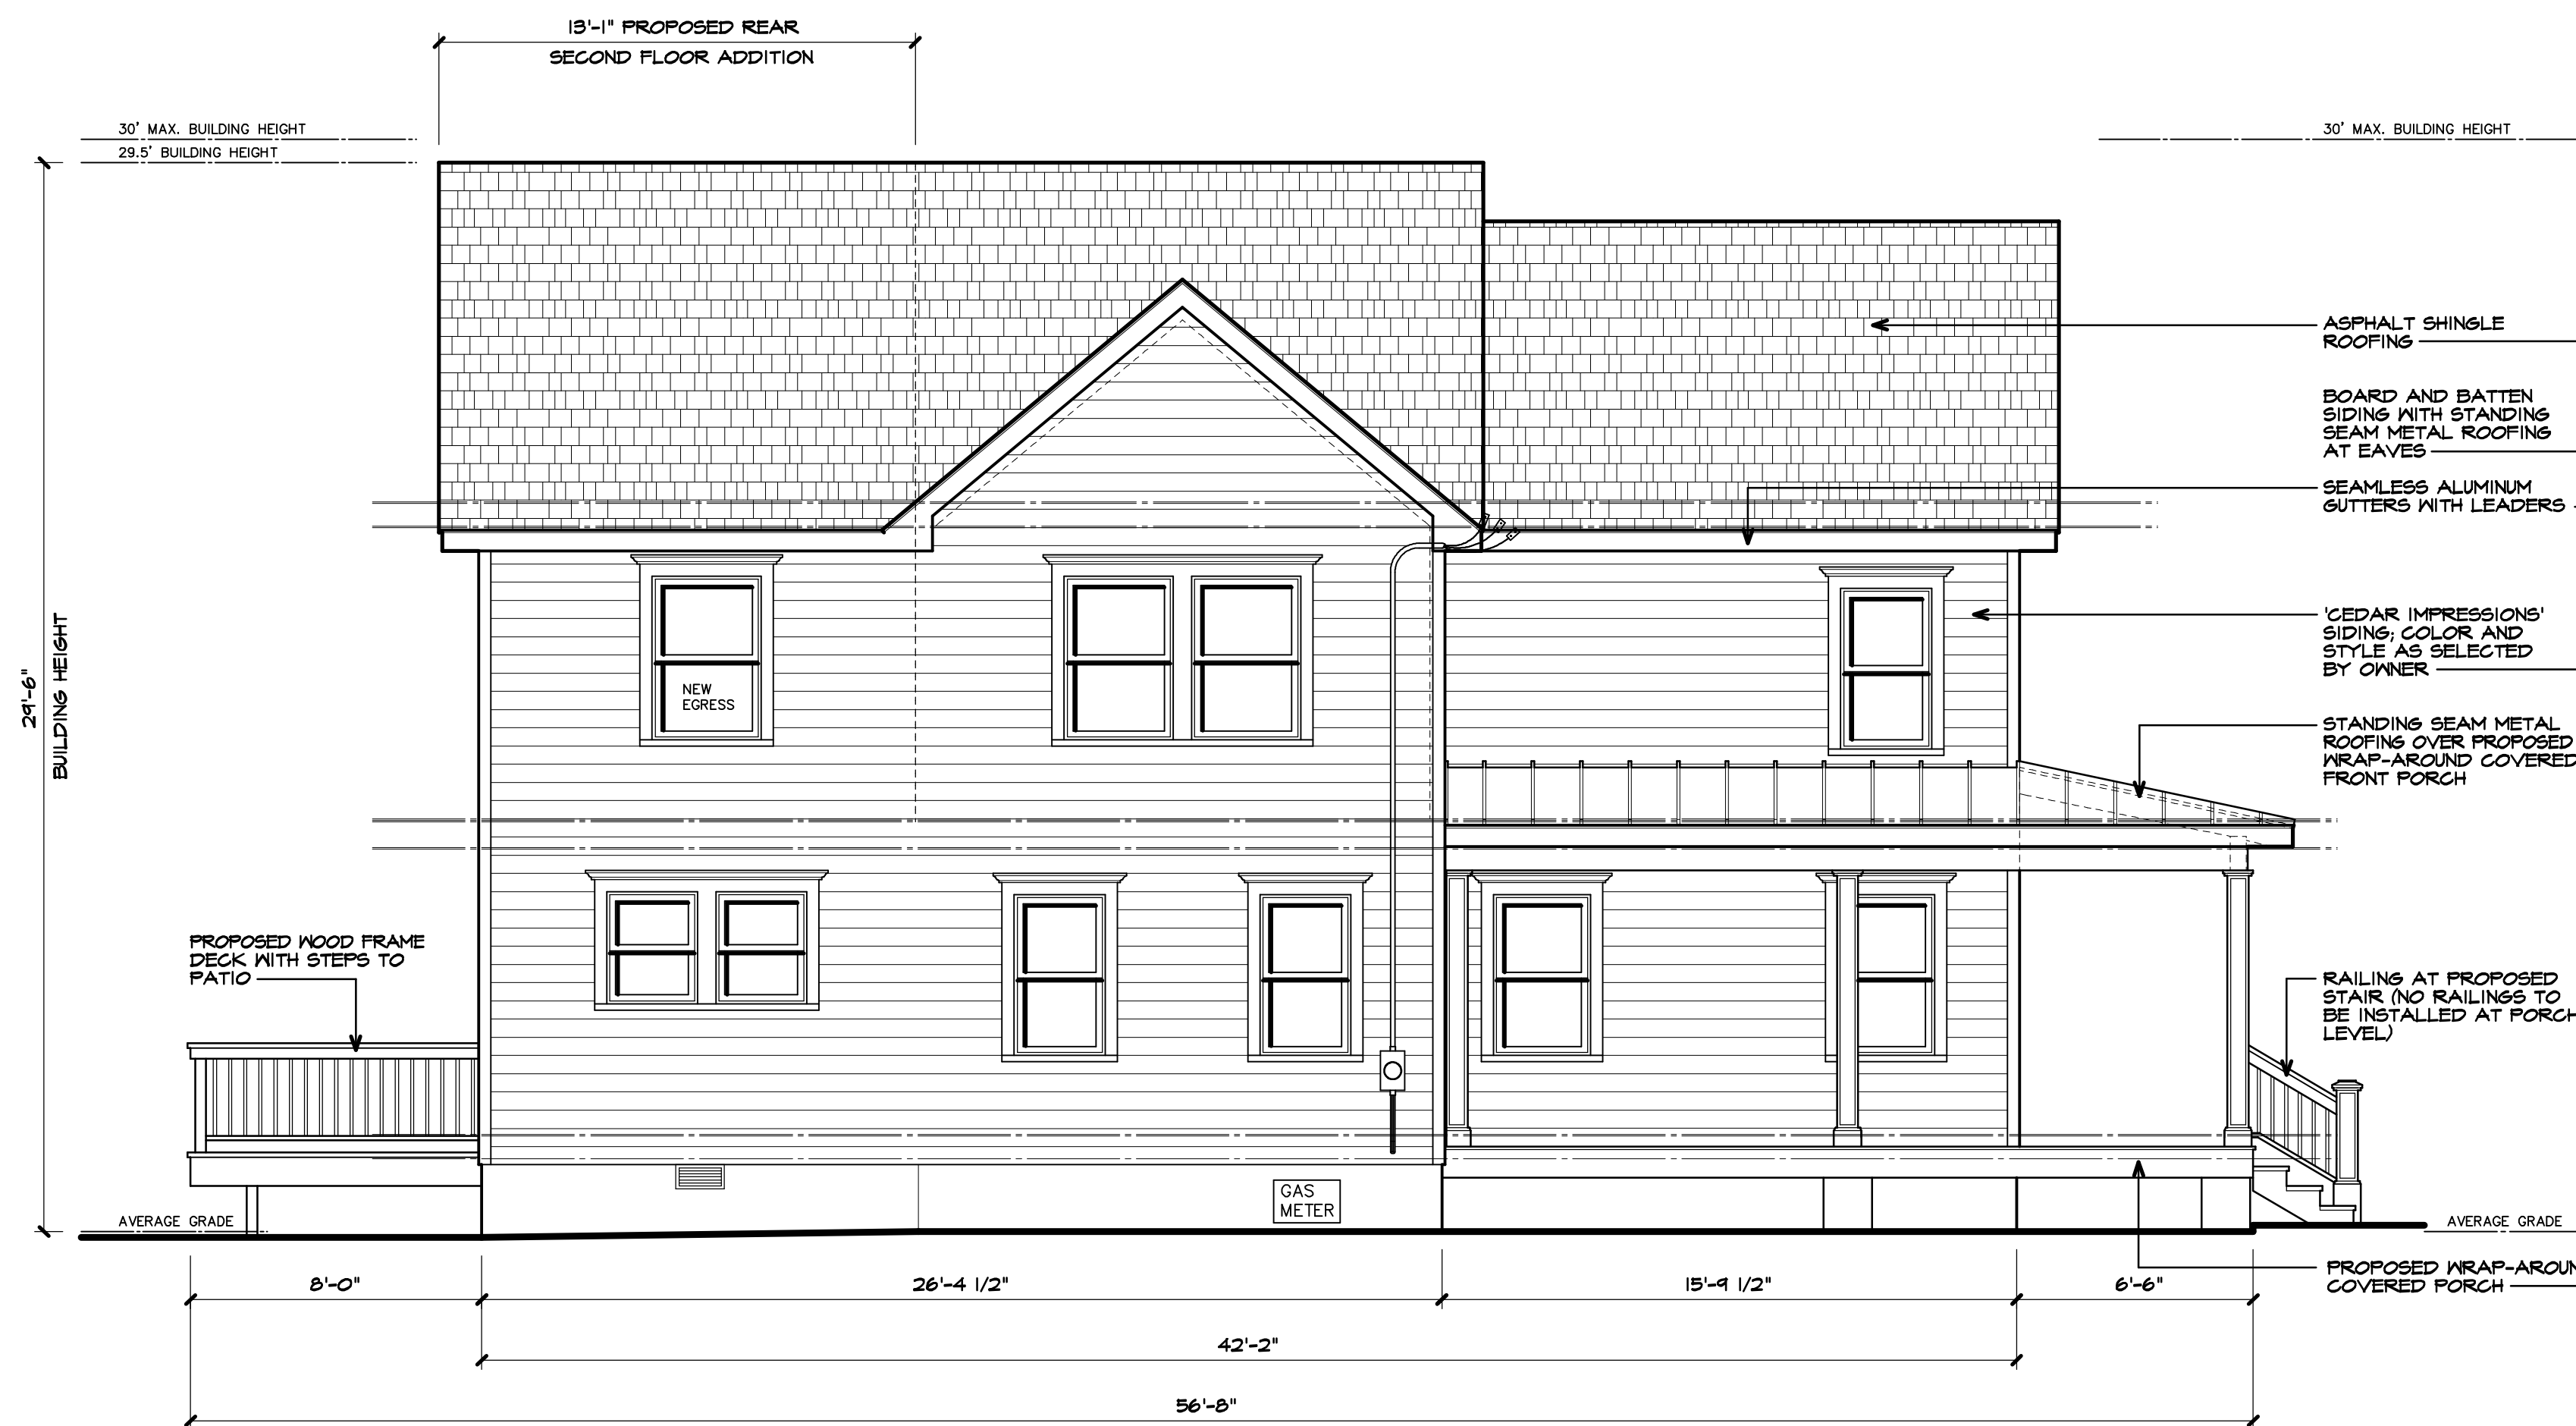 13'-1" PROPOSED REAR
SECOND FLOOR ADDITION
30' MAX. BUILDING HEIGHT
29.5' BUILDING HEIGHT
30' MAX. BUILDING HEIGHT
29'-6"
BUILDING HEIGHT
ASPHALT SHINGLE
ROOFING
BOARD AND BATTEN
SIDING WITH STANDING
SEAM METAL ROOFING
AT EAVES
SEAMLESS ALUMINUM
GUTTERS WITH LEADERS
'CEDAR IMPRESSIONS'
SIDING; COLOR AND
STYLE AS SELECTED
BY OWNER
NEW
EGRESS
STANDING SEAM METAL
ROOFING OVER PROPOSED
WRAP-AROUND COVERED
FRONT PORCH
PROPOSED WOOD FRAME
DECK WITH STEPS TO
PATIO
RAILING AT PROPOSED
STAIR (NO RAILINGS TO
BE INSTALLED AT PORCH
LEVEL)
GAS
METER
AVERAGE GRADE
AVERAGE GRADE
PROPOSED WRAP-AROUN
COVERED PORCH
8'-0"
26'-4 1/2"
15'-9 1/2"
6'-6"
42'-2"
56'-8"